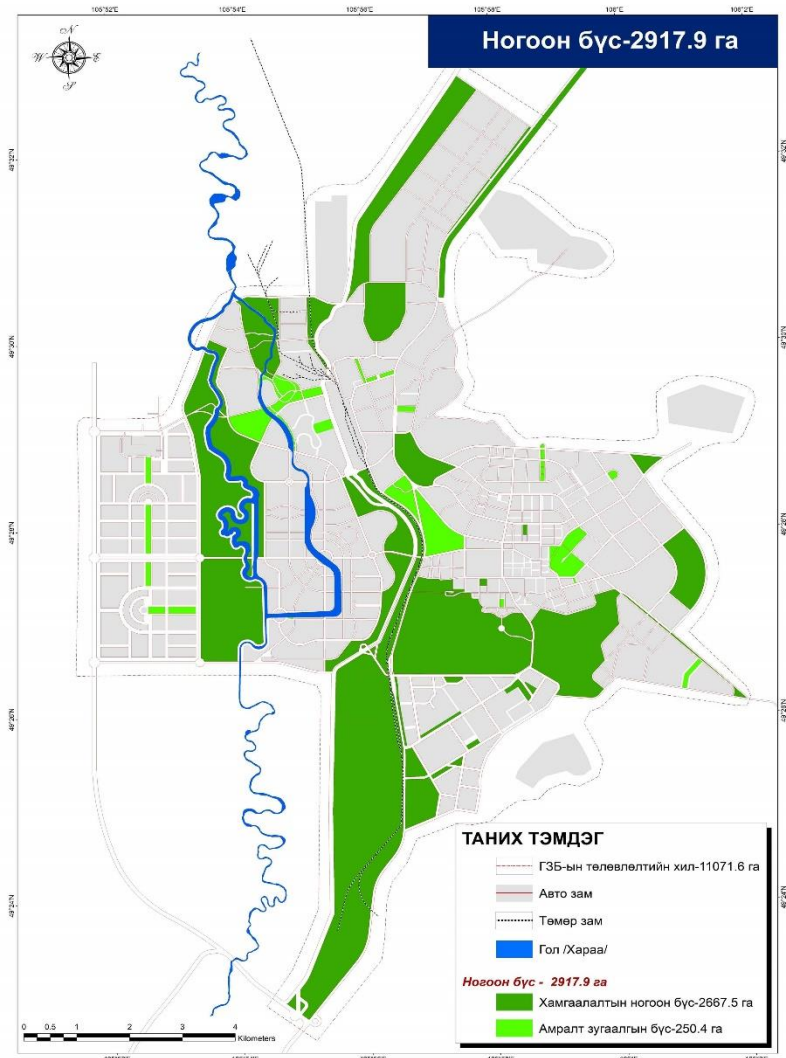 Ногоон бүс-2917.9 га
N
W E
S
ТАНИХ ТЭМДЭГ
ГЗБ-ын төлөвлөлтийн хил-11071.6 га
Авто зам
Төмөр зам
Гол /Хараа/
Ногоон бүс - 2917.9 га
Хамгаалалтын ногоон бүс-2667.5 га
Амралт зугаалгын бүс-250.4 га
0 0.5 1 2 3 4
Kilometers